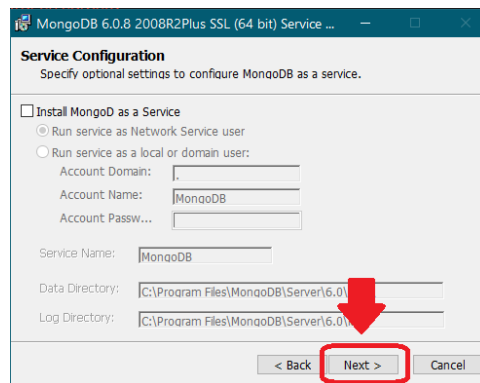 MongoDB 6.0.8 2008R2Plus SSL (64 bit) Service ...
Service Configuration
Specify optional settings to configure MongoDB as a service.
Install MongoD as a Service
Run service as Network Service user
Run service as a local or domain user:
Account Domain: .
Account Name: MongoDB
Account Passw...
Service Name: MongoDB
Data Directory: C:\Program Files\MongoDB\Server\6.0\
Log Directory: C:\Program Files\MongoDB\Server\6.0\
< Back Next > Cancel